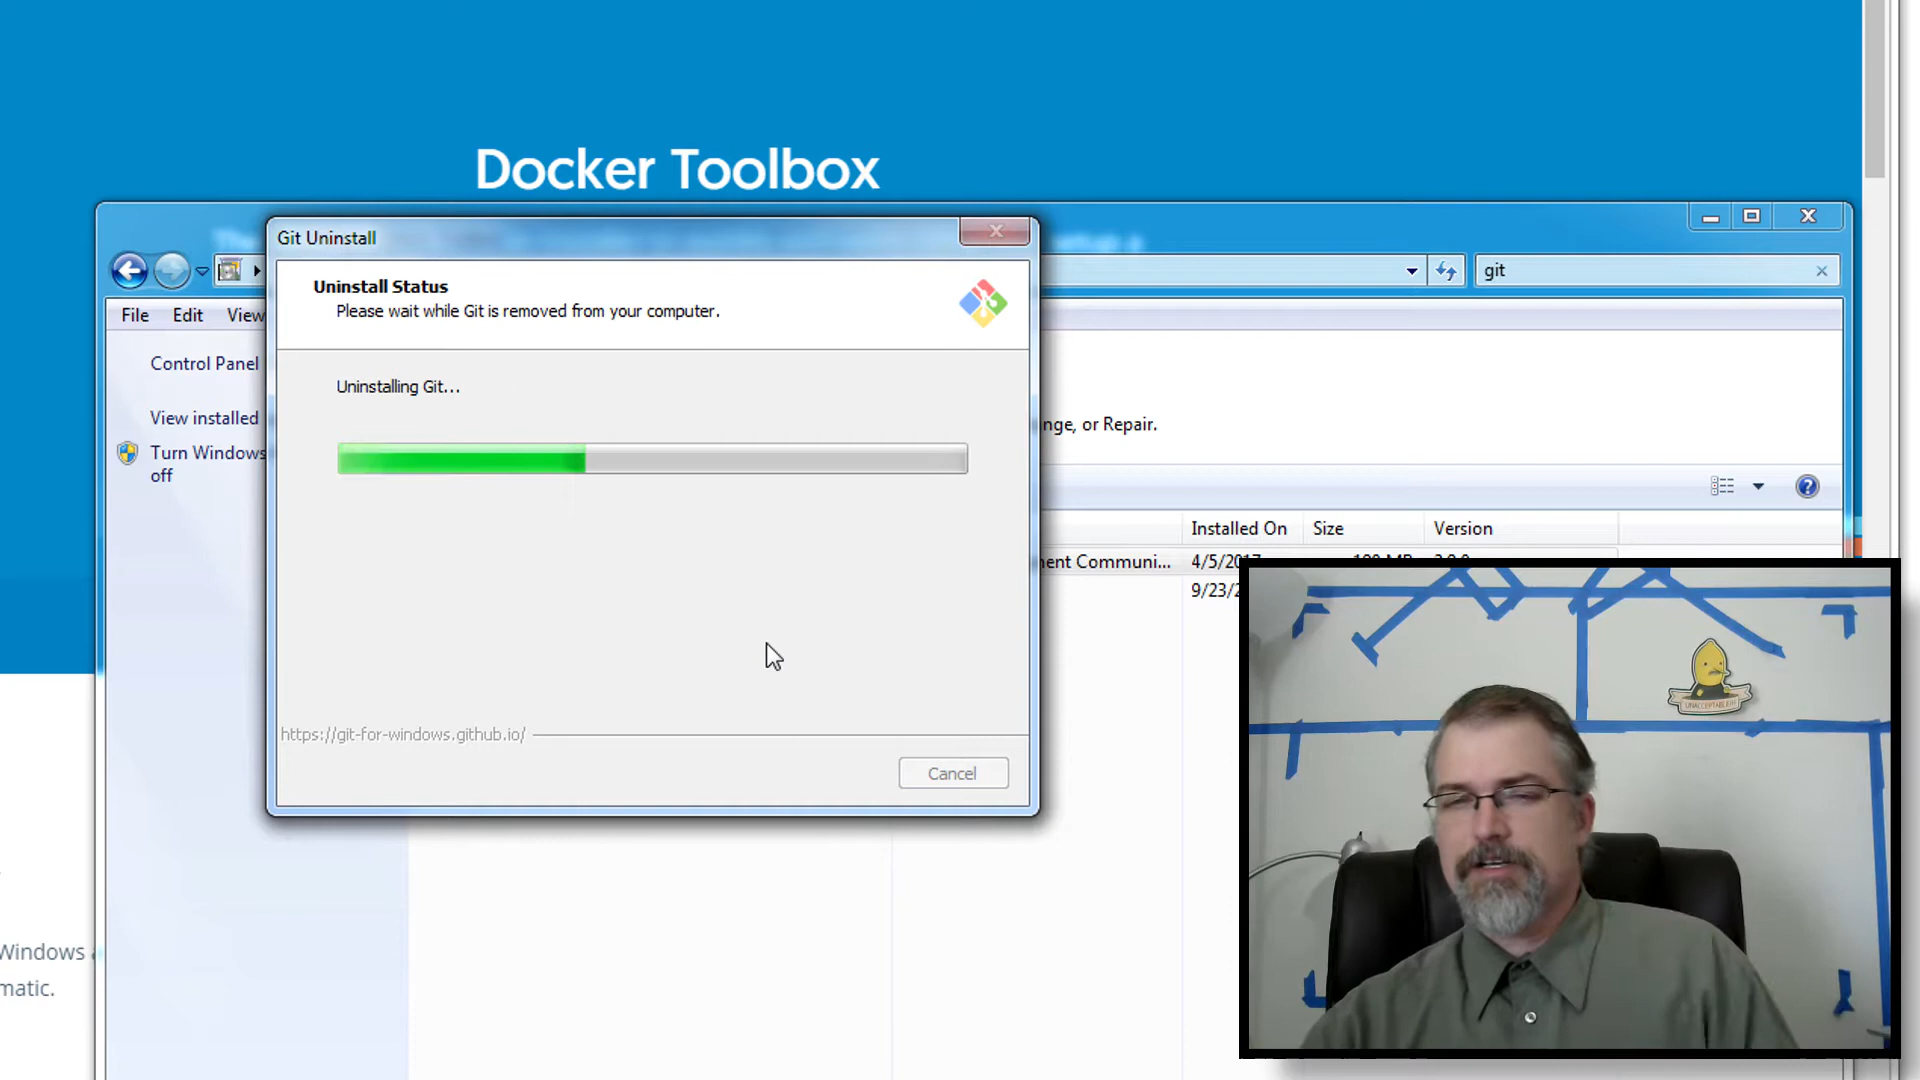 Docker Toolbox
Git Uninstall
git
Uninstall Status
Please wait while Git is removed from your computer.
File Edit View
Control Panel
View installed
Turn Windows
off
Uninstalling Git...
nge, or Repair.
Installed On Size Version
ent Communi... 4/5/2017
9/23/2
https://git-for-windows.github.io/
Cancel
Windows
matic.
UNACCEPTABLE!!!